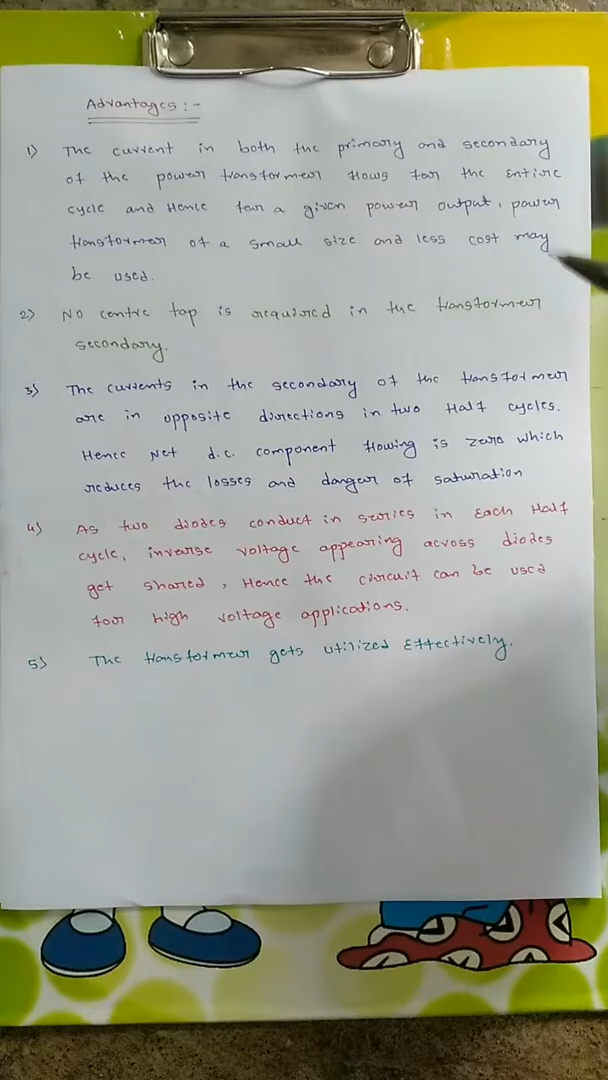 Advantages :-
1) The current in both the primary and secondary
of the power transformer flows for the entire
cycle and Hence for a given power output, power
transformer of a small size and less cost may
be used.
2) No centre tap is required in the transformer
secondary.
3) The currents in the secondary of the transformer
are in opposite directions in two Half cycles.
Hence Net d.c. component flowing is zero which
reduces the losses and danger of saturation
4) As two diodes conduct in series in each Half
cycle, inverse voltage appearing across diodes
get shared, Hence the circuit can be used
for high voltage applications.
5) The transformer gets utilized effectively.